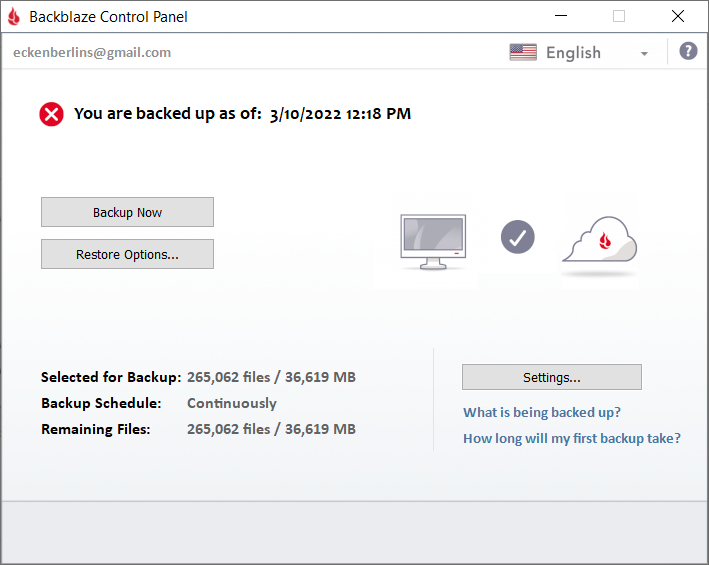 Backblaze Control Panel
eckenberlins@gmail.com English ?
You are backed up as of: 3/10/2022 12:18 PM
Backup Now
Restore Options...
Selected for Backup: 265,062 files / 36,619 MB
Settings...
Backup Schedule: Continuously
What is being backed up?
Remaining Files: 265,062 files / 36,619 MB
How long will my first backup take?